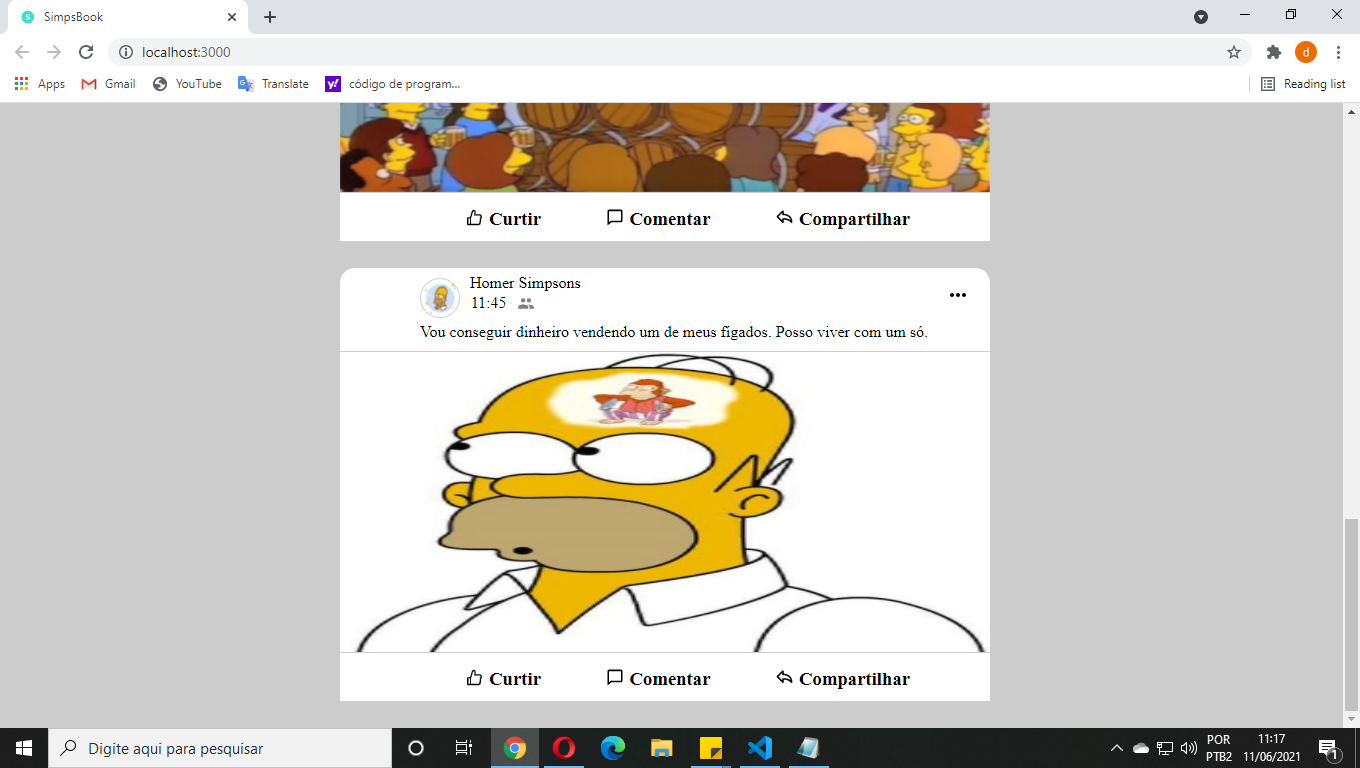 SimpsBook
localhost:3000
d
Apps Gmail YouTube Translate código de program... Reading list
Curtir Comentar Compartilhar
Homer Simpsons
11:45
Vou conseguir dinheiro vendendo um de meus fígados. Posso viver com um só.
Curtir Comentar Compartilhar
Digite aqui para pesquisar
POR
PTB2
11:17
11/06/2021
1